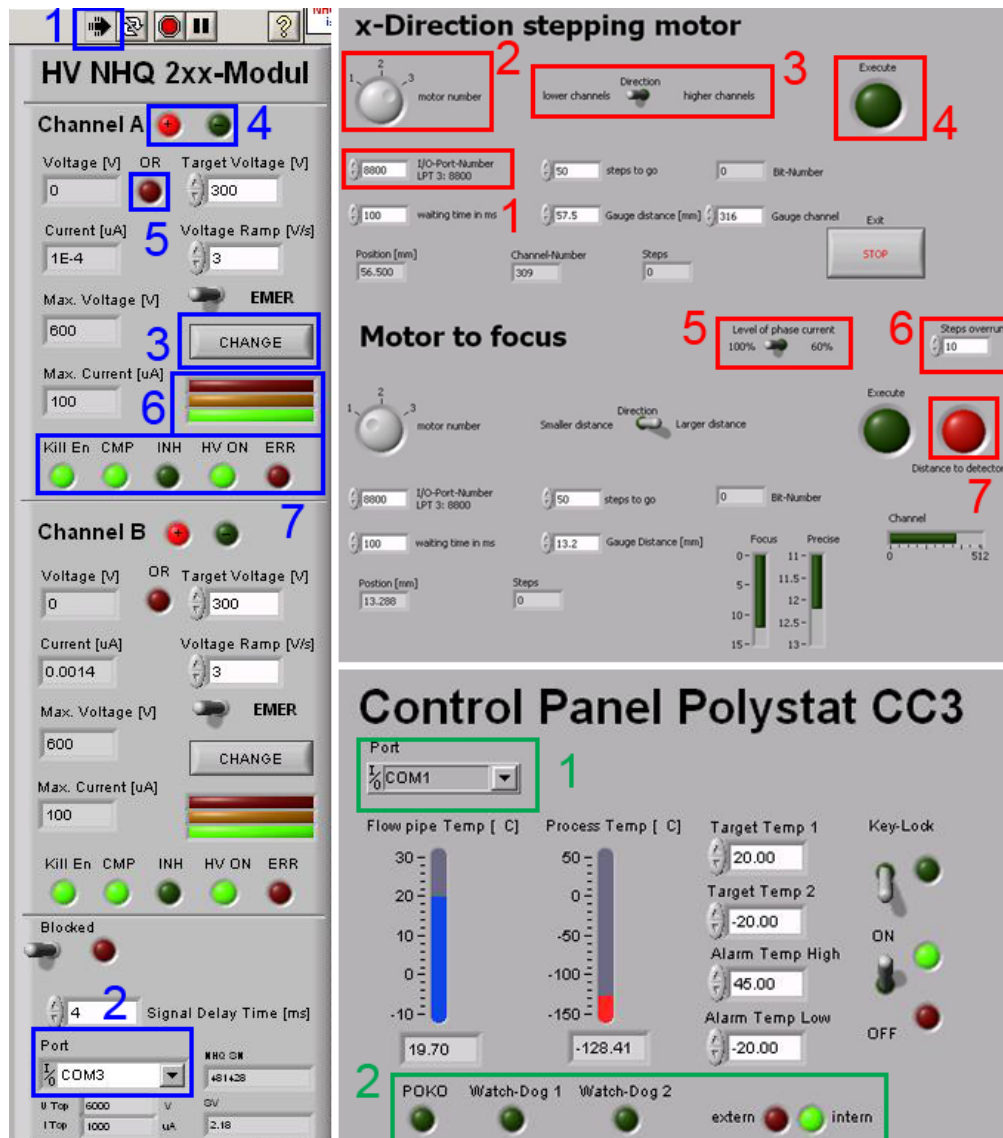 1
?
HV NHQ 2xx-Modul
Channel A + - 4
Voltage [V] OR Target Voltage [V]
0 300
5
Current [uA] Voltage Ramp [V/s]
1E-4 3
Max. Voltage [V] EMER
600 3 CHANGE
Max. Current [uA]
100 6
Kill En CMP INH HV ON ERR
7
Channel B + -
Voltage [V] OR Target Voltage [V]
0 300
Current [uA] Voltage Ramp [V/s]
0.0014 3
Max. Voltage [V] EMER
600 CHANGE
Max. Current [uA]
100
Kill En CMP INH HV ON ERR
Blocked
4 2 Signal Delay Time [ms]
Port
I/O COM3
NHQ SN
481428
U Top 6000 V SV
I Top 1000 uA 2.18
x-Direction stepping motor
1 2 3 motor number 2
Direction 3
lower channels higher channels
Execute
4
8800 I/O-Port-Number
LPT 3: 8800
50 steps to go 0 Bit-Number
1
100 waiting time in ms 57.5 Gauge distance [mm] 316 Gauge channel
Exit
STOP
Position [mm] Channel-Number Steps
56.500 309 0
Motor to focus
5 Level of phase current
100% 60%
6 Steps overrun
10
1 2 3 motor number
Direction
Smaller distance Larger distance
Execute
Distance to detector
7
8800 I/O-Port-Number
LPT 3: 8800
50 steps to go 0 Bit-Number
100 waiting time in ms 13.2 Gauge Distance [mm]
Focus Precise
0 11
5 11.5
12
10 12.5
15 13
Channel
0 512
Postion [mm] Steps
13.288 0
Control Panel Polystat CC3
Port
I/O COM1 1
Flow pipe Temp [ C] Process Temp [ C]
30 50
20 0
10 -50
0 -100
-10 -150
19.70 -128.41
Target Temp 1
20.00
Target Temp 2
-20.00
Alarm Temp High
45.00
Alarm Temp Low
-20.00
Key-Lock
ON
OFF
2 POKO Watch-Dog 1 Watch-Dog 2
extern intern